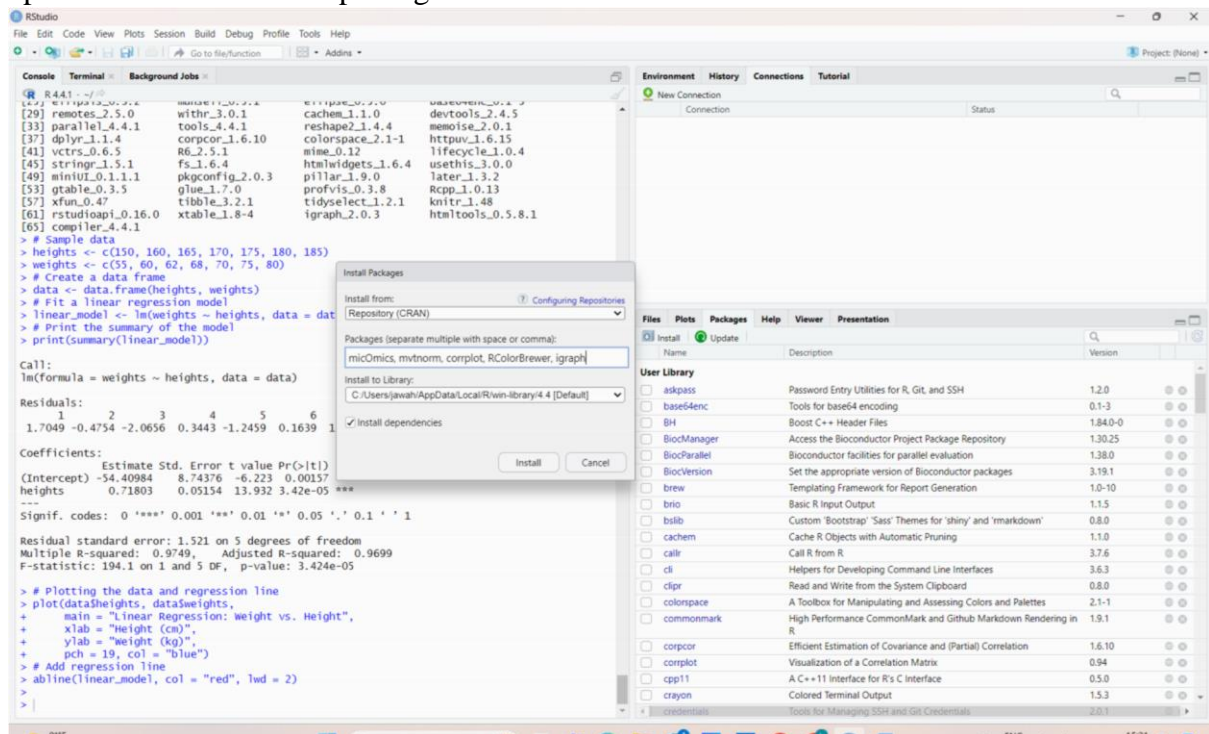 RStudio
File Edit Code View Plots Session Build Debug Profile Tools Help
Go to file/function Addins
Project: (None)
Console Terminal Background Jobs
R 4.4.1 · ~/
[29] remotes_2.5.0 withr_3.0.1 cachem_1.1.0 devtools_2.4.5
[33] parallel_4.4.1 tools_4.4.1 reshape2_1.4.4 memoise_2.0.1
[37] dplyr_1.1.4 corpcor_1.6.10 colorspace_2.1-1 httpuv_1.6.15
[41] vctrs_0.6.5 R6_2.5.1 mime_0.12 lifecycle_1.0.4
[45] stringr_1.5.1 fs_1.6.4 htmlwidgets_1.6.4 usethis_3.0.0
[49] miniUI_0.1.1.1 pkgconfig_2.0.3 pillar_1.9.0 later_1.3.2
[53] gtable_0.3.5 glue_1.7.0 profvis_0.3.8 Rcpp_1.0.13
[57] xfun_0.47 tibble_3.2.1 tidyselect_1.2.1 knitr_1.48
[61] rstudioapi_0.16.0 xtable_1.8-4 igraph_2.0.3 htmltools_0.5.8.1
[65] compiler_4.4.1
> # Sample data
> heights <- c(150, 160, 165, 170, 175, 180, 185)
> weights <- c(55, 60, 62, 68, 70, 75, 80)
> # Create a data frame
> data <- data.frame(heights, weights)
> # Fit a linear regression model
> linear_model <- lm(weights ~ heights, data = dat
> # Print the summary of the model
> print(summary(linear_model))
Call:
lm(formula = weights ~ heights, data = data)
Residuals:
1 2 3 4 5 6
1.7049 -0.4754 -2.0656 0.3443 -1.2459 0.1639 1
Coefficients:
Estimate Std. Error t value Pr(>|t|)
(Intercept) -54.40984 8.74376 -6.223 0.00157
heights 0.71803 0.05154 13.932 3.42e-05 ***
---
Signif. codes: 0 '***' 0.001 '**' 0.01 '*' 0.05 '.' 0.1 ' ' 1
Residual standard error: 1.521 on 5 degrees of freedom
Multiple R-squared: 0.9749, Adjusted R-squared: 0.9699
F-statistic: 194.1 on 1 and 5 DF, p-value: 3.424e-05
> # Plotting the data and regression line
> plot(data$heights, data$weights,
+ main = "Linear Regression: Weight vs. Height",
+ xlab = "Height (cm)",
+ ylab = "Weight (kg)",
+ pch = 19, col = "blue")
> # Add regression line
> abline(linear_model, col = "red", lwd = 2)
>
>
Install Packages
Install from: Configuring Repositories
Repository (CRAN)
Packages (separate multiple with space or comma):
micOmics, mvtnorm, corrplot, RColorBrewer, igraph
Install to Library:
C:/Users/jawah/AppData/Local/R/win-library/4.4 [Default]
Install dependencies
Install Cancel
Environment History Connections Tutorial
New Connection
Connection Status
Files Plots Packages Help Viewer Presentation
Install Update
Name Description Version
User Library
askpass Password Entry Utilities for R, Git, and SSH 1.2.0
base64enc Tools for base64 encoding 0.1-3
BH Boost C++ Header Files 1.84.0-0
BiocManager Access the Bioconductor Project Package Repository 1.30.25
BiocParallel Bioconductor facilities for parallel evaluation 1.38.0
BiocVersion Set the appropriate version of Bioconductor packages 3.19.1
brew Templating Framework for Report Generation 1.0-10
brio Basic R Input Output 1.1.5
bslib Custom 'Bootstrap' 'Sass' Themes for 'shiny' and 'rmarkdown' 0.8.0
cachem Cache R Objects with Automatic Pruning 1.1.0
callr Call R from R 3.7.6
cli Helpers for Developing Command Line Interfaces 3.6.3
clipr Read and Write from the System Clipboard 0.8.0
colorspace A Toolbox for Manipulating and Assessing Colors and Palettes 2.1-1
commonmark High Performance CommonMark and Github Markdown Rendering in 1.9.1
R
corpcor Efficient Estimation of Covariance and (Partial) Correlation 1.6.10
corrplot Visualization of a Correlation Matrix 0.94
cpp11 A C++11 Interface for R's C Interface 0.5.0
crayon Colored Terminal Output 1.5.3
credentials Tools for Managing SSH and Git Credentials 2.0.1